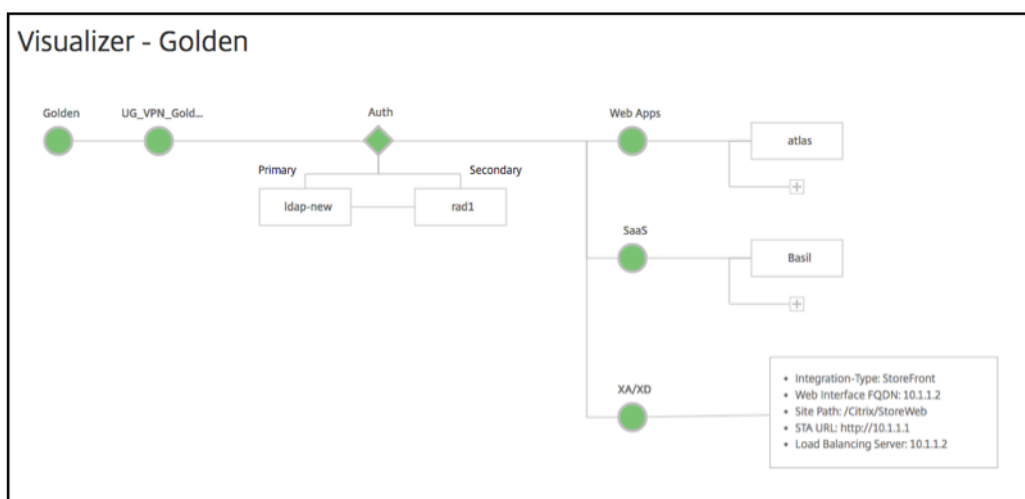 Visualizer - Golden
Golden
UG_VPN_Gold...
Auth
Web Apps
atlas
Primary
Secondary
ldap-new
rad1
SaaS
Basil
XA/XD
• Integration-Type: StoreFront
• Web Interface FQDN: 10.1.1.2
• Site Path: /Citrix/StoreWeb
• STA URL: http://10.1.1.1
• Load Balancing Server: 10.1.1.2